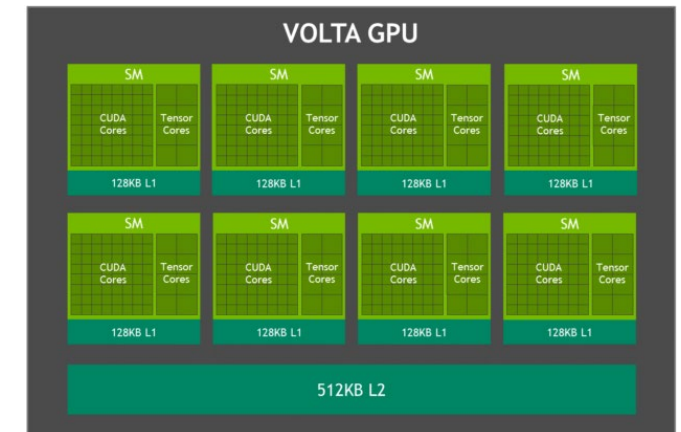 VOLTA GPU
SM SM SM SM
CUDA Cores Tensor Cores CUDA Cores Tensor Cores CUDA Cores Tensor Cores CUDA Cores Tensor Cores
128KB L1 128KB L1 128KB L1 128KB L1
SM SM SM SM
CUDA Cores Tensor Cores CUDA Cores Tensor Cores CUDA Cores Tensor Cores CUDA Cores Tensor Cores
128KB L1 128KB L1 128KB L1 128KB L1
512KB L2